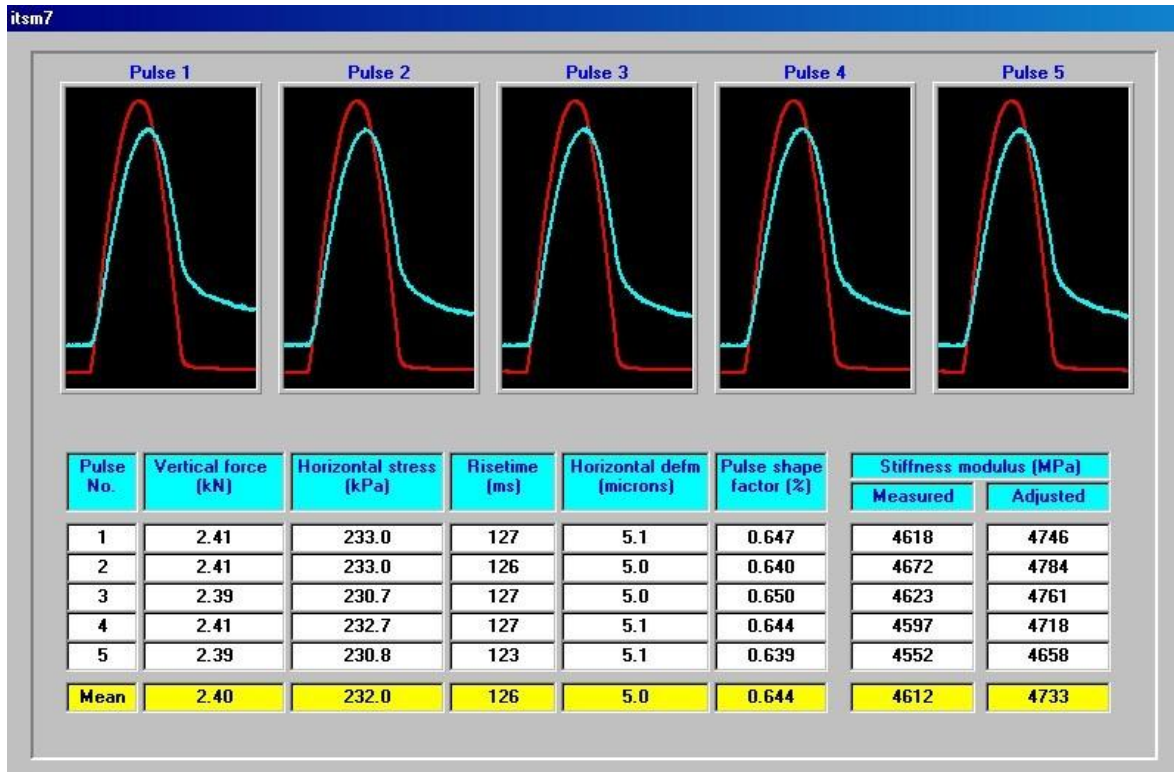 itsm7
Pulse 1 Pulse 2 Pulse 3 Pulse 4 Pulse 5
Pulse No. Vertical force (kN) Horizontal stress (kPa) Risetime (ms) Horizontal defm (microns) Pulse shape factor (%) Stiffness modulus (MPa)
Measured Adjusted
1 2.41 233.0 127 5.1 0.647 4618 4746
2 2.41 233.0 126 5.0 0.640 4672 4784
3 2.39 230.7 127 5.0 0.650 4623 4761
4 2.41 232.7 127 5.1 0.644 4597 4718
5 2.39 230.8 123 5.1 0.639 4552 4658
Mean 2.40 232.0 126 5.0 0.644 4612 4733